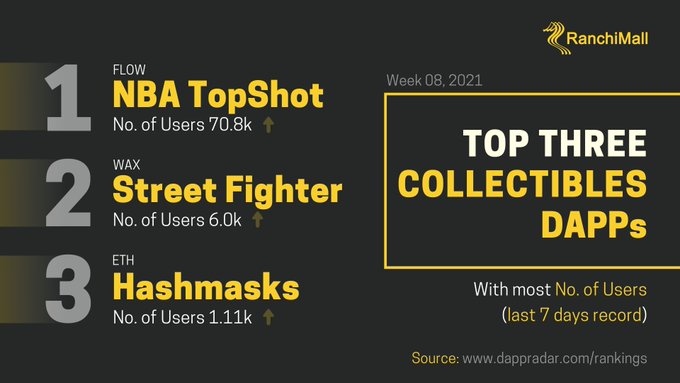 RanchiMall
1
FLOW
NBA TopShot
No. of Users 70.8k
2
WAX
Street Fighter
No. of Users 6.0k
3
ETH
Hashmasks
No. of Users 1.11k
Week 08, 2021
TOP THREE
COLLECTIBLES
DAPPs
With most No. of Users
(last 7 days record)
Source: www.dappradar.com/rankings